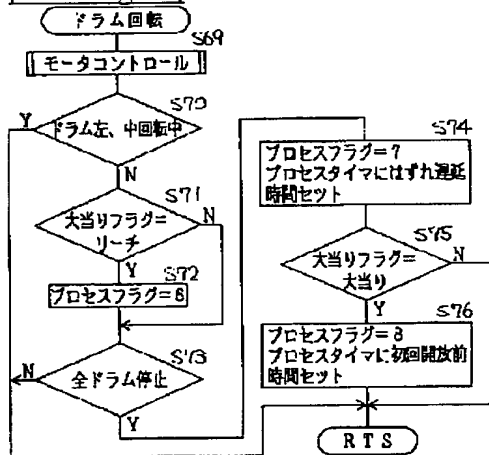 ドラム回転
S69
モータコントロール
S70
Y
ドラム左、中回転中
N
S71
大当りフラグ=
リーチ
N
Y
S72
プロセスフラグ=6
S73
N
全ドラム停止
Y
S74
プロセスフラグ=7
プロセスタイマにはずれ遅延
時間セット
S75
大当りフラグ=
大当り
N
Y
S76
プロセスフラグ=8
プロセスタイマに初回開放前
時間セット
RTS